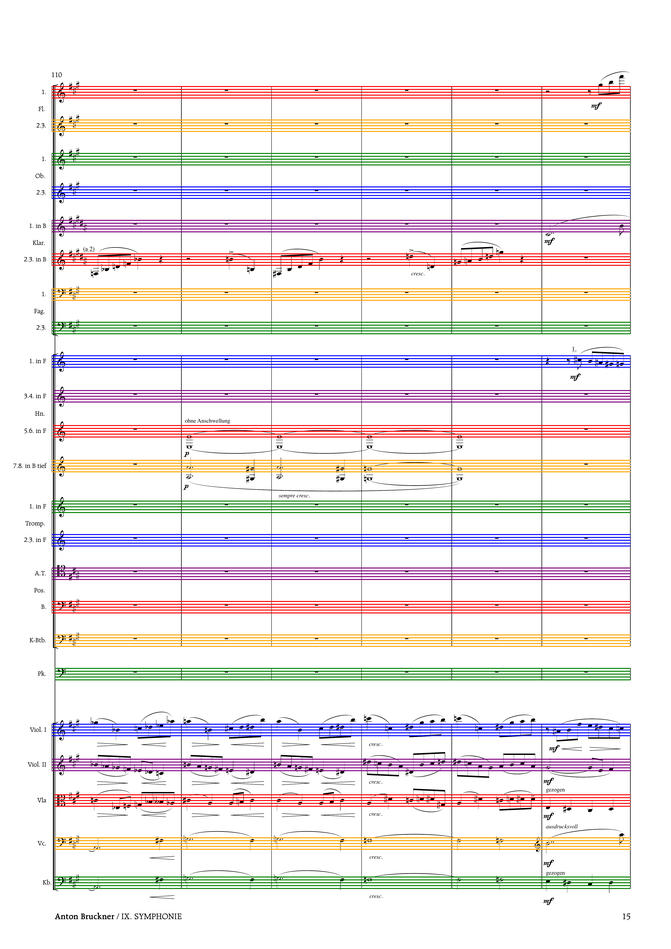 110
1.
Fl.
2.3.
mf
1.
Ob.
2.3.
1. in B
mf
Klar.
(a 2)
2.3. in B
cresc.
1.
Fag.
2.3.
1.
1. in F
mf
3.4. in F
Hn.
ohne Anschwellung
5.6. in F
p
7.8. in B tief
p
sempre cresc.
1. in F
Tromp.
2.3. in F
A.T.
Pos.
B.
K-Btb.
Pk.
Viol. I
cresc.
mf
Viol. II
cresc.
mf
gezogen
Vla
cresc.
mf
ausdrucksvoll
Vc.
cresc.
mf
gezogen
Kb.
cresc.
mf
Anton Bruckner / IX. SYMPHONIE
15